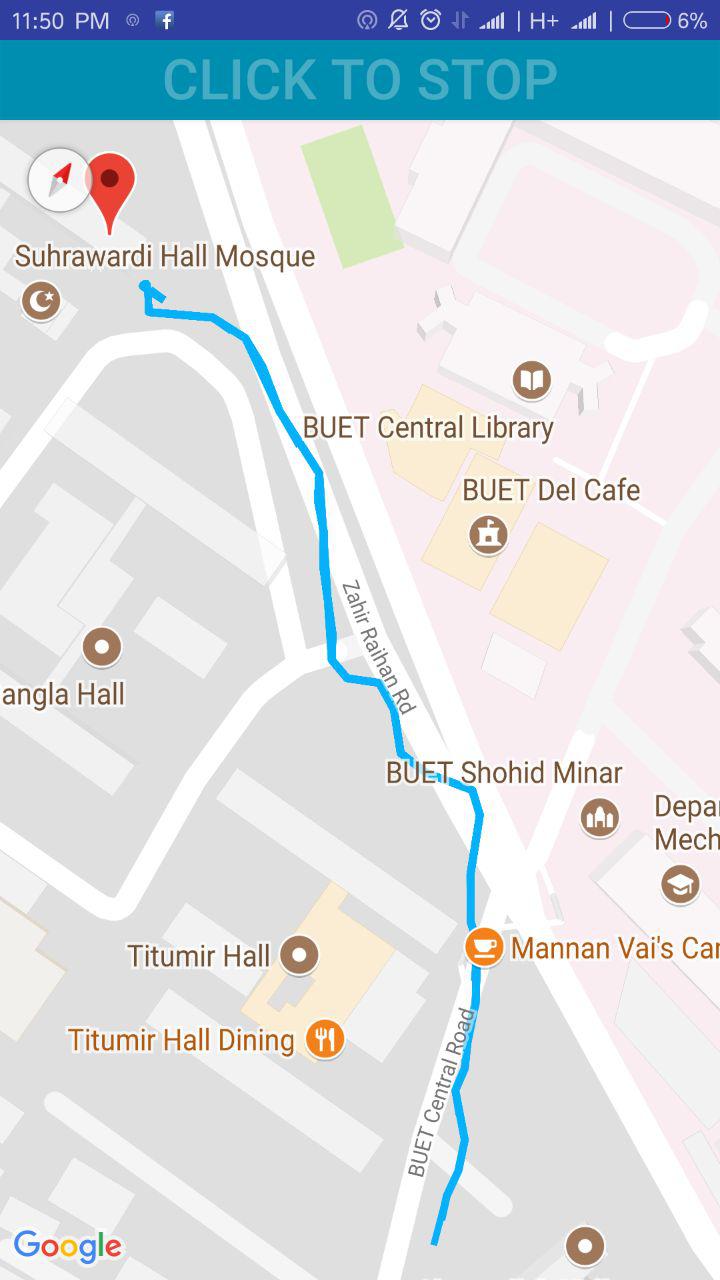 11:50 PM
H+
6%
CLICK TO STOP
Suhrawardi Hall Mosque
BUET Central Library
BUET Del Cafe
Zahir Raihan Rd
angla Hall
BUET Shohid Minar
Depar
Mech
Titumir Hall
Mannan Vai's Car
Titumir Hall Dining
BUET Central Road
Google